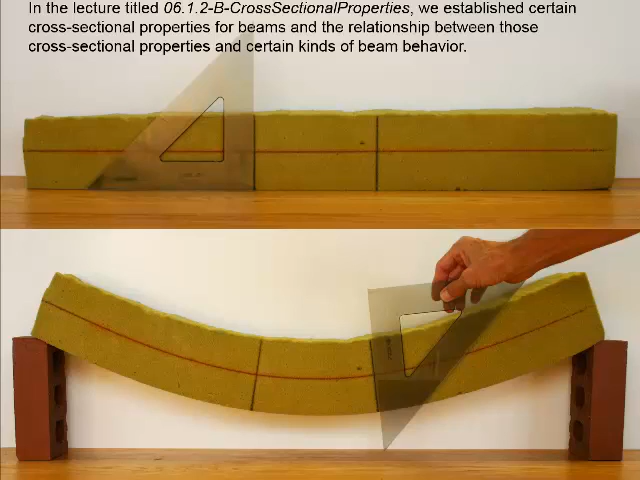 In the lecture titled 06.1.2-B-CrossSectionalProperties, we established certain
cross-sectional properties for beams and the relationship between those
cross-sectional properties and certain kinds of beam behavior.